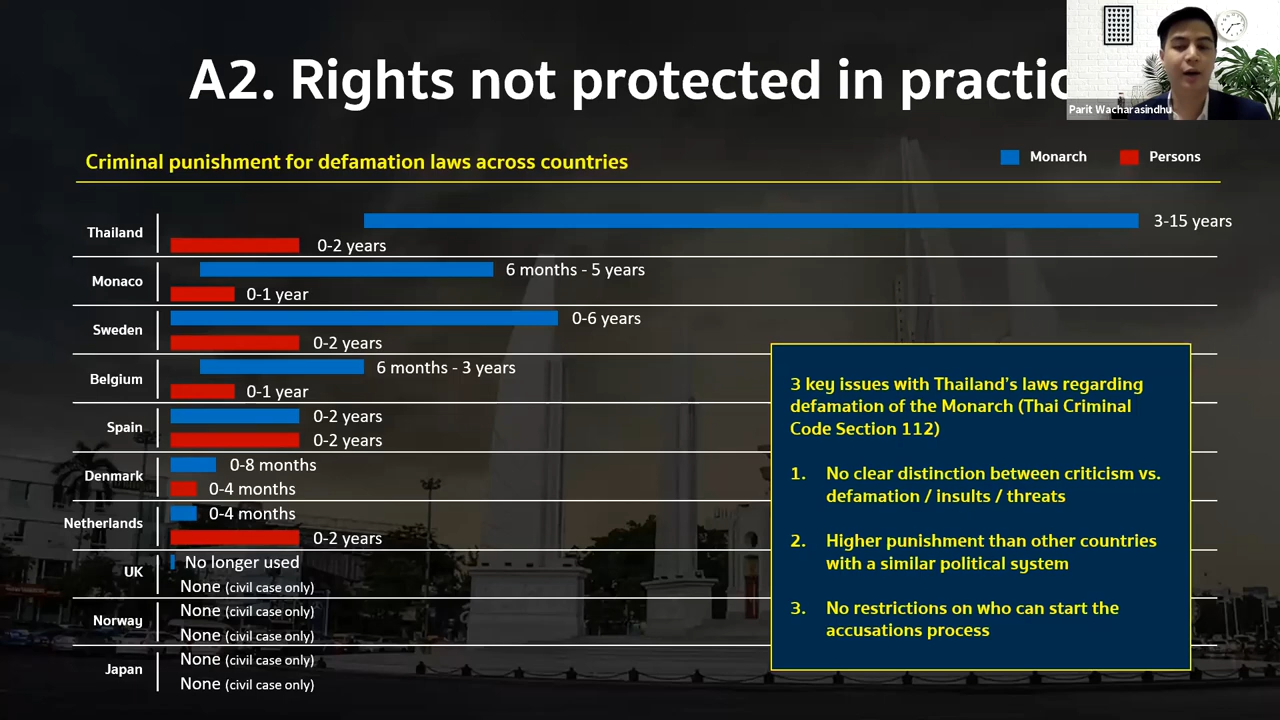 A2. Rights not protected in practic
Parit Wacharasindhu
Criminal punishment for defamation laws across countries
Monarch
Persons
Thailand
3-15 years
0-2 years
Monaco
6 months - 5 years
0-1 year
Sweden
0-6 years
0-2 years
Belgium
6 months - 3 years
0-1 year
Spain
0-2 years
0-2 years
Denmark
0-8 months
0-4 months
Netherlands
0-4 months
0-2 years
UK
No longer used
None (civil case only)
Norway
None (civil case only)
None (civil case only)
Japan
None (civil case only)
None (civil case only)
3 key issues with Thailand's laws regarding
defamation of the Monarch (Thai Criminal
Code Section 112)
1. No clear distinction between criticism vs.
defamation / insults / threats
2. Higher punishment than other countries
with a similar political system
3. No restrictions on who can start the
accusations process